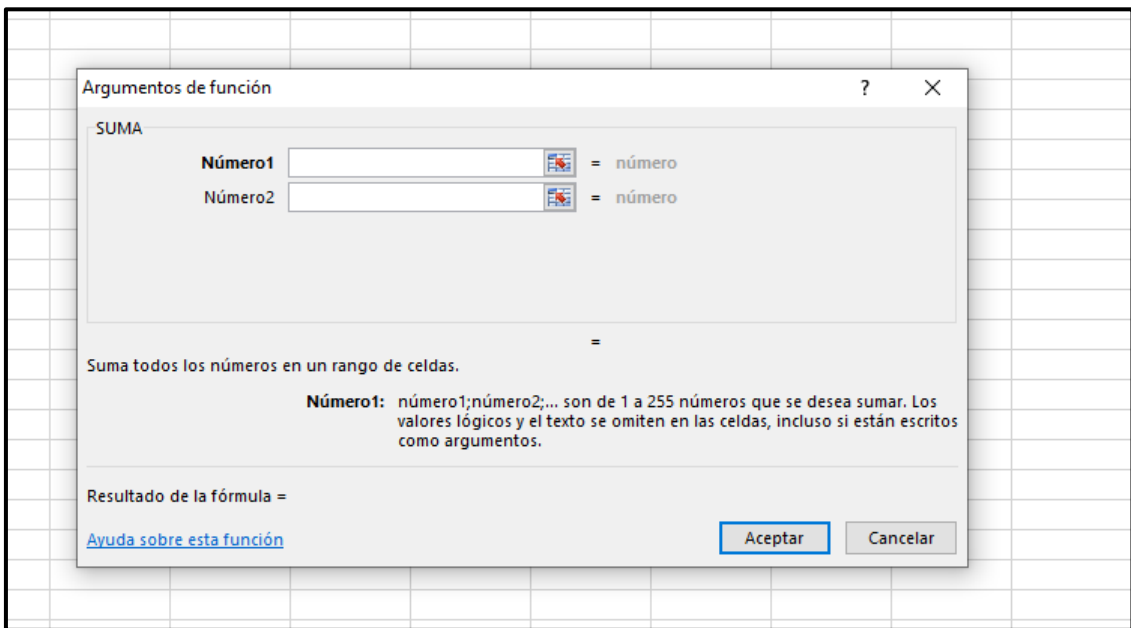 Argumentos de función ?
SUMA
Número1 = número
Número2 = número
=
Suma todos los números en un rango de celdas.
Número1: número1;número2;... son de 1 a 255 números que se desea sumar. Los
valores lógicos y el texto se omiten en las celdas, incluso si están escritos
como argumentos.
Resultado de la fórmula =
Ayuda sobre esta función Aceptar Cancelar